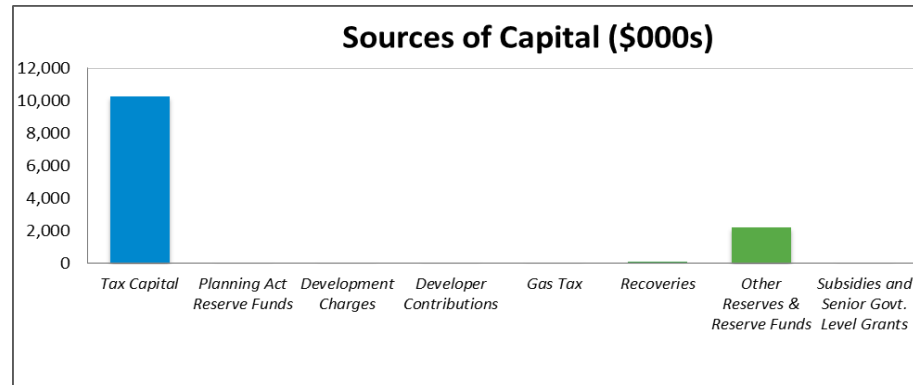 Sources of Capital ($000s)
12,000
10,000
8,000
6,000
4,000
2,000
0
Tax Capital
Planning Act
Reserve Funds
Development
Charges
Developer
Contributions
Gas Tax
Recoveries
Other
Reserves &
Reserve Funds
Subsidies and
Senior Govt.
Level Grants